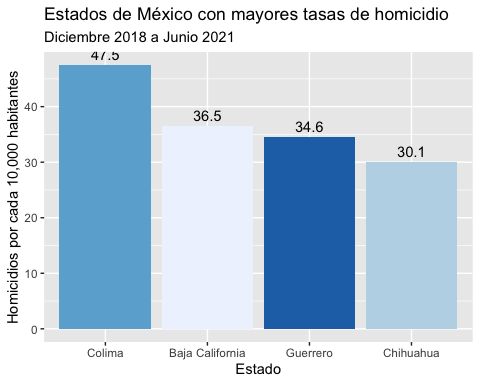 Estados de México con mayores tasas de homicidio
Diciembre 2018 a Junio 2021
Homicidios por cada 10,000 habitantes
40
30
20
10
0
47.5
36.5
34.6
30.1
Colima
Baja California
Guerrero
Chihuahua
Estado